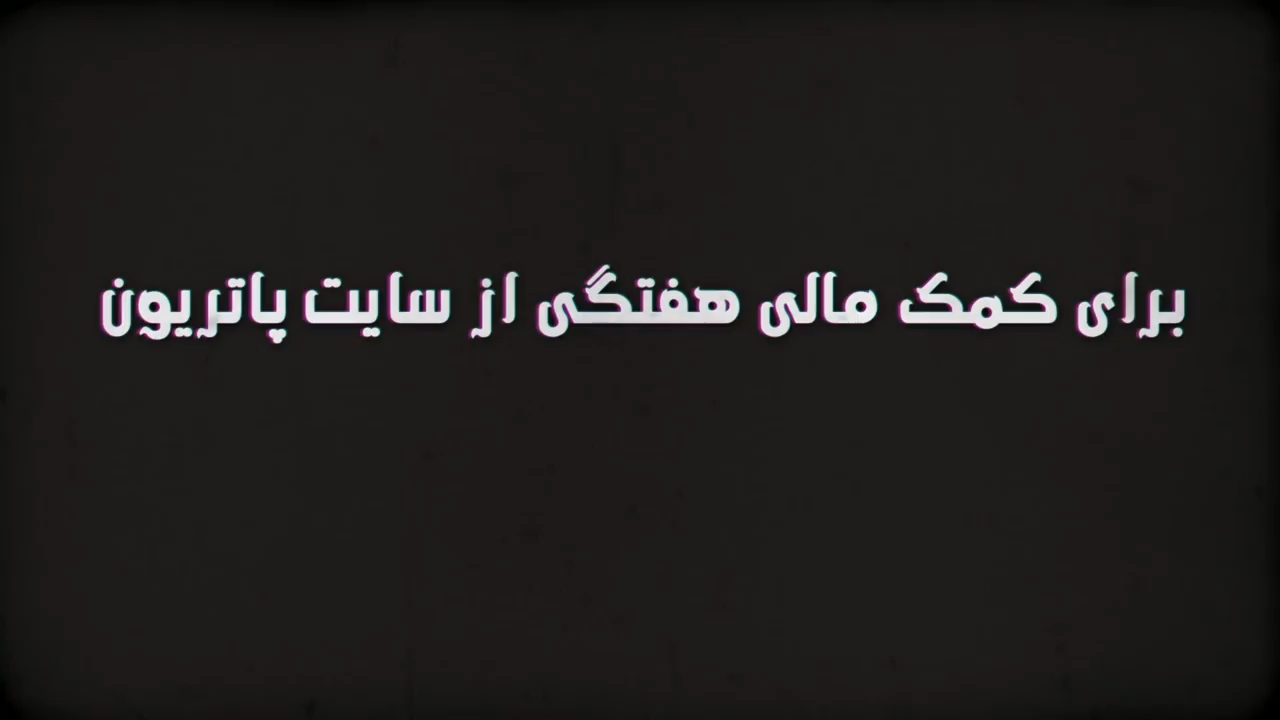 برای کمک مالی هفتگی از سایت پاتریون